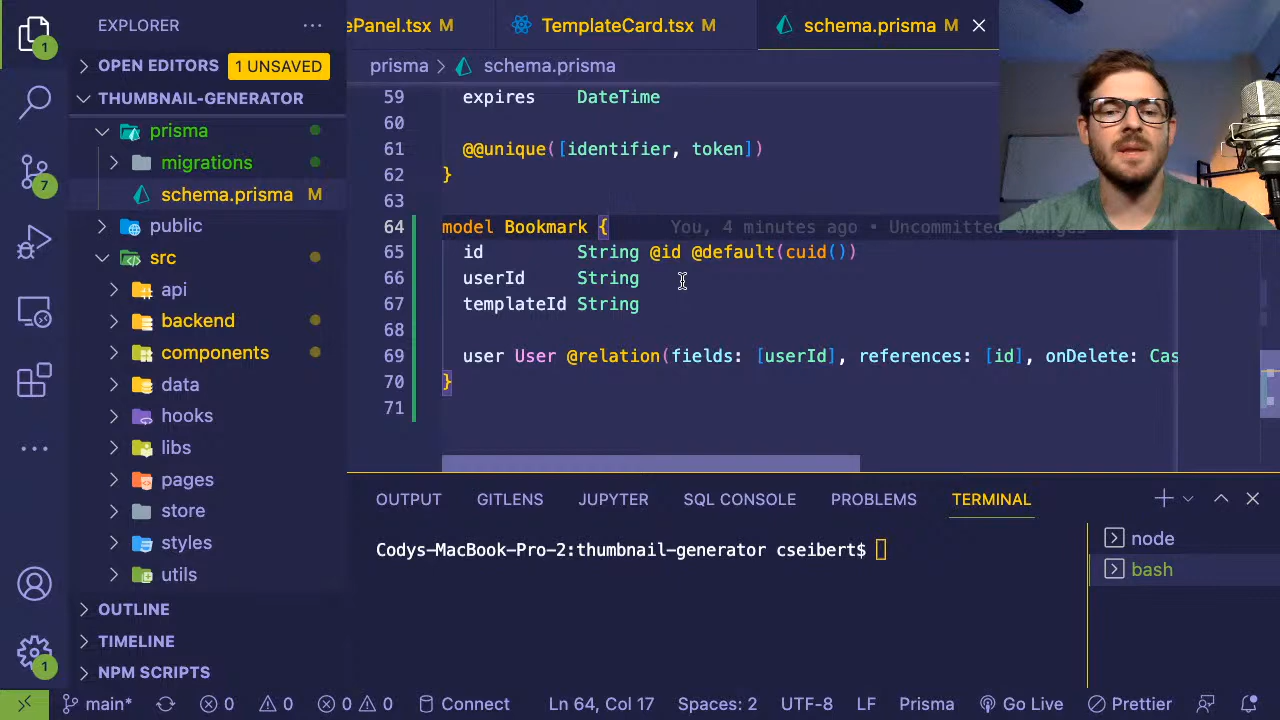 EXPLORER
OPEN EDITORS 1 UNSAVED
THUMBNAIL-GENERATOR
prisma
migrations
schema.prisma M
public
src
api
backend
components
data
hooks
libs
pages
store
styles
utils
OUTLINE
TIMELINE
NPM SCRIPTS
1
7
1
ePanel.tsx M
TemplateCard.tsx M
schema.prisma M
prisma > schema.prisma
59 expires DateTime
60
61 @@unique([identifier, token])
62 }
63
64 model Bookmark { You, 4 minutes ago • Uncommitted changes
65 id String @id @default(cuid())
66 userId String
67 templateId String
68
69 user User @relation(fields: [userId], references: [id], onDelete: Cas
70 }
71
OUTPUT GITLENS JUPYTER SQL CONSOLE PROBLEMS TERMINAL
Codys-MacBook-Pro-2:thumbnail-generator cseibert$
node
bash
main* 0 0 0 0 Connect Ln 64, Col 17 Spaces: 2 UTF-8 LF Prisma Go Live Prettier